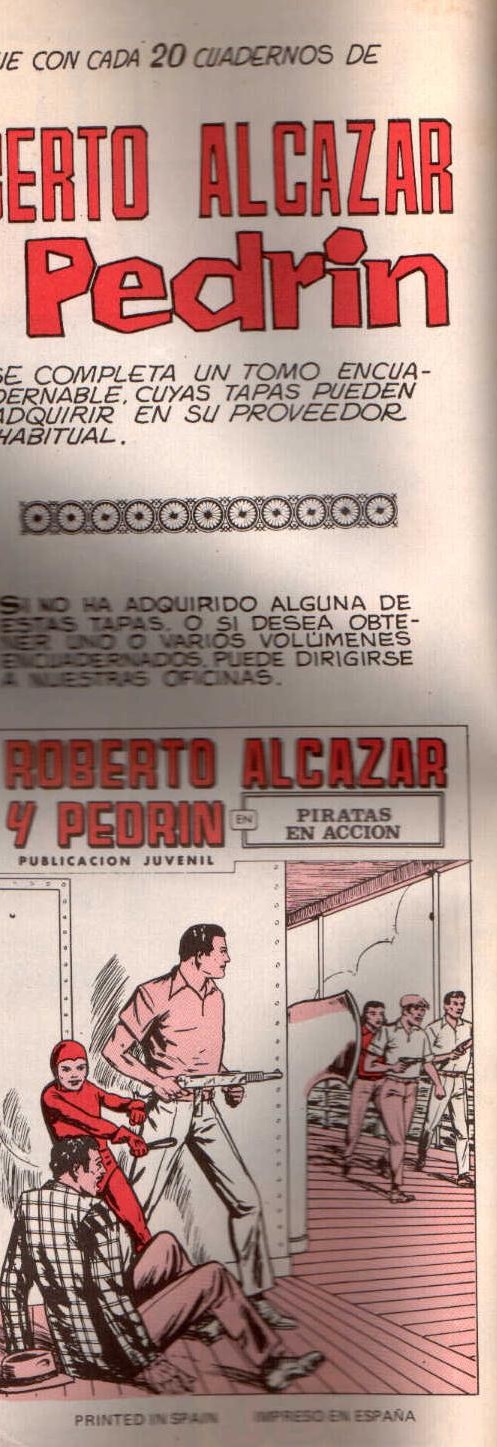 UE CON CADA 20 CUADERNOS DE
BERTO ALCAZAR
Pedrin
SE COMPLETA UN TOMO ENCUA-
DERNABLE, CUYAS TAPAS PUEDEN
ADQUIRIR EN SU PROVEEDOR
HABITUAL.
SI NO HA ADQUIRIDO ALGUNA DE
ESTAS TAPAS, O SI DESEA OBTE-
NER UNO O VARIOS VOLÚMENES
ENCUADERNADOS, PUEDE DIRIGIRSE
A NUESTRAS OFICINAS.
ROBERTO ALCAZAR
Y PEDRIN EN PIRATAS
EN ACCION
PUBLICACION JUVENIL
PRINTED IN SPAIN IMPRESO EN ESPAÑA